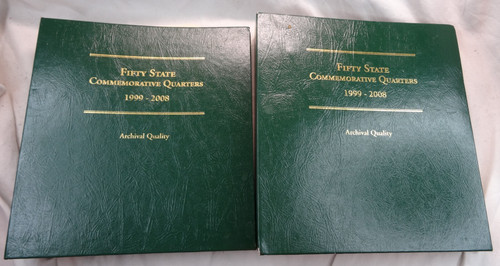 FIFTY STATE
COMMEMORATIVE QUARTERS
1999 - 2008
Archival Quality
FIFTY STATE
COMMEMORATIVE QUARTERS
1999 - 2008
Archival Quality